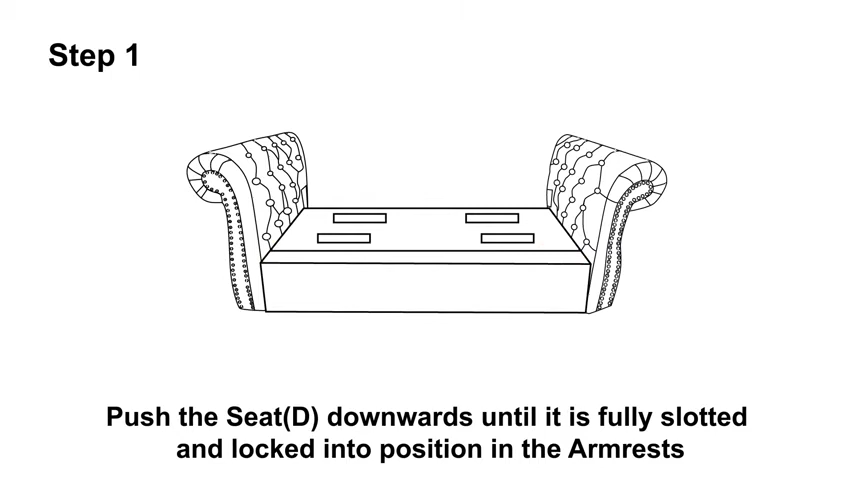 Step 1
Push the Seat(D) downwards until it is fully slotted
and locked into position in the Armrests